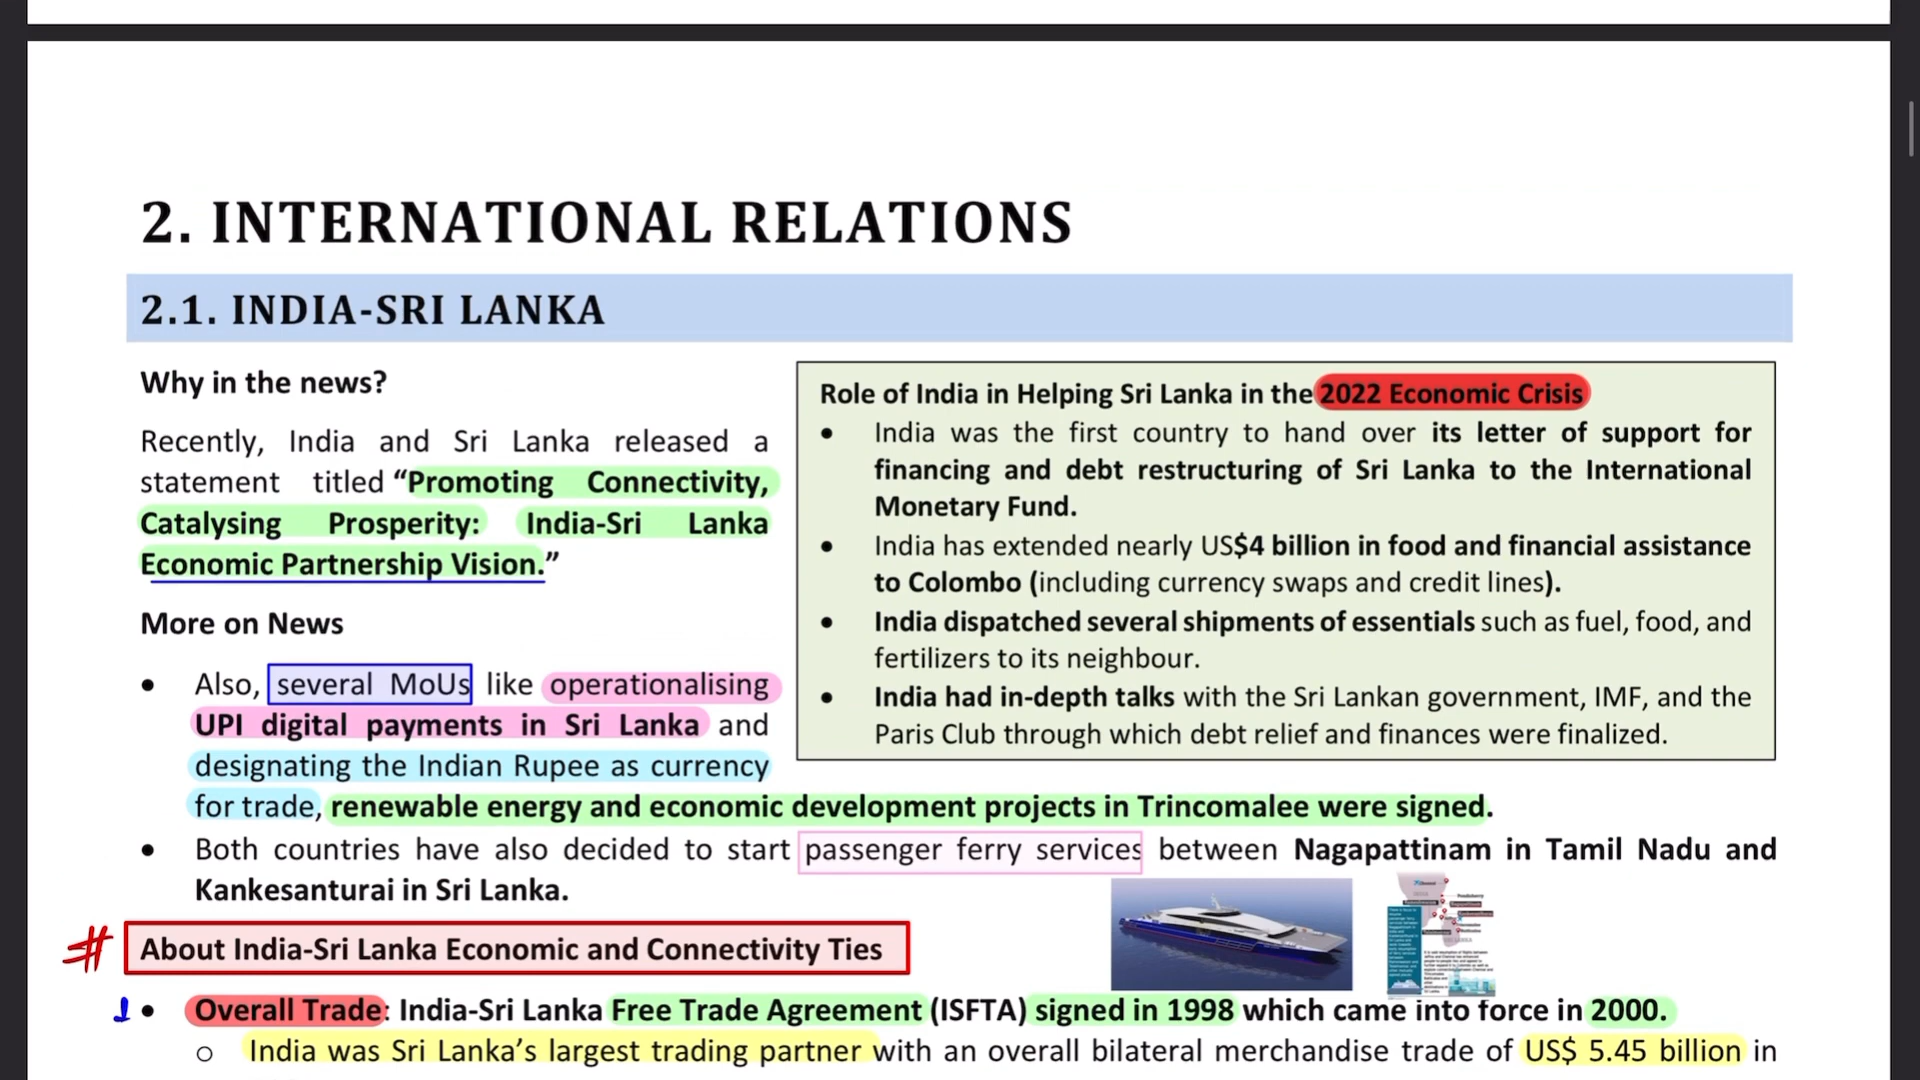 2. INTERNATIONAL RELATIONS
2.1. INDIA-SRI LANKA
Why in the news?
Recently, India and Sri Lanka released a
statement titled “Promoting Connectivity,
Catalysing Prosperity: India-Sri Lanka
Economic Partnership Vision.”
More on News
• Also, several MoUs like operationalising
UPI digital payments in Sri Lanka and
designating the Indian Rupee as currency
for trade, renewable energy and economic development projects in Trincomalee were signed.
• Both countries have also decided to start passenger ferry services between Nagapattinam in Tamil Nadu and
Kankesanturai in Sri Lanka.
Role of India in Helping Sri Lanka in the 2022 Economic Crisis
• India was the first country to hand over its letter of support for
financing and debt restructuring of Sri Lanka to the International
Monetary Fund.
• India has extended nearly US$4 billion in food and financial assistance
to Colombo (including currency swaps and credit lines).
• India dispatched several shipments of essentials such as fuel, food, and
fertilizers to its neighbour.
• India had in-depth talks with the Sri Lankan government, IMF, and the
Paris Club through which debt relief and finances were finalized.
# About India-Sri Lanka Economic and Connectivity Ties
1 • Overall Trade: India-Sri Lanka Free Trade Agreement (ISFTA) signed in 1998 which came into force in 2000.
o India was Sri Lanka’s largest trading partner with an overall bilateral merchandise trade of US$ 5.45 billion in